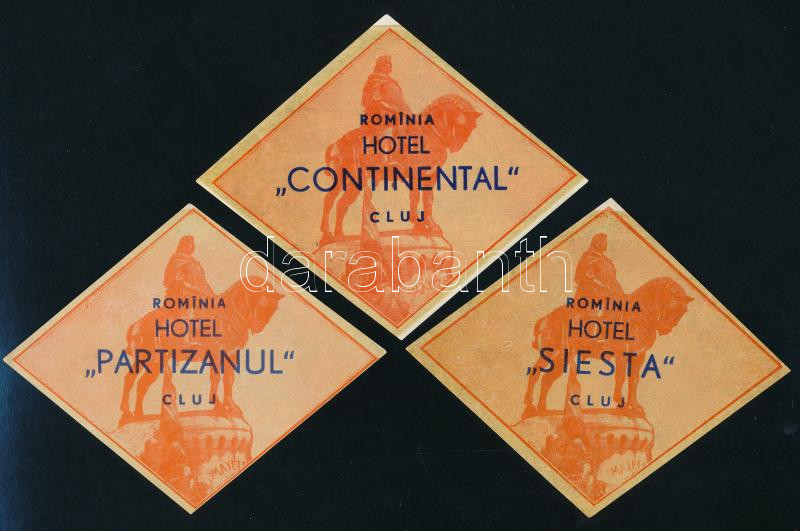 ROMÎNIA
HOTEL
„CONTINENTAL“
CLUJ
darabanth
ROMÎNIA
HOTEL
„PARTIZANUL“
CLUJ
ROMÎNIA
HOTEL
„SIESTA“
CLUJ